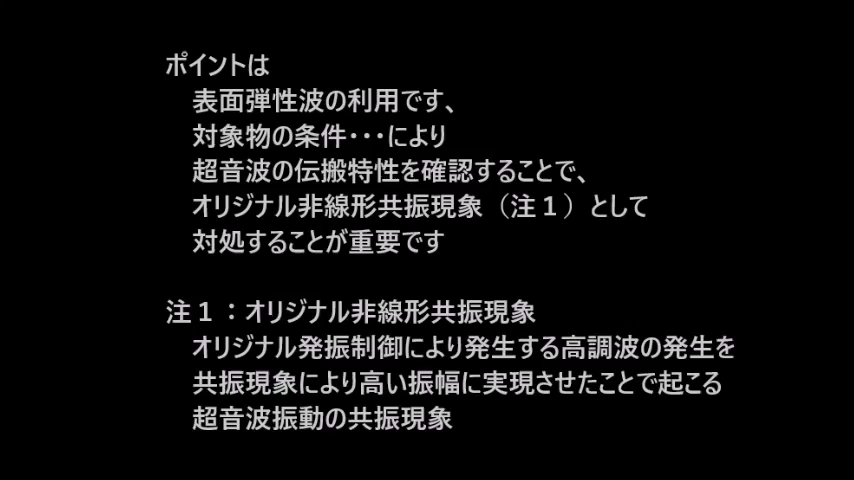 ポイントは
表面弾性波の利用です、
対象物の条件・・・により
超音波の伝搬特性を確認することで、
オリジナル非線形共振現象（注１）として
対処することが重要です
注１：オリジナル非線形共振現象
オリジナル発振制御により発生する高調波の発生を
共振現象により高い振幅に実現させたことで起こる
超音波振動の共振現象